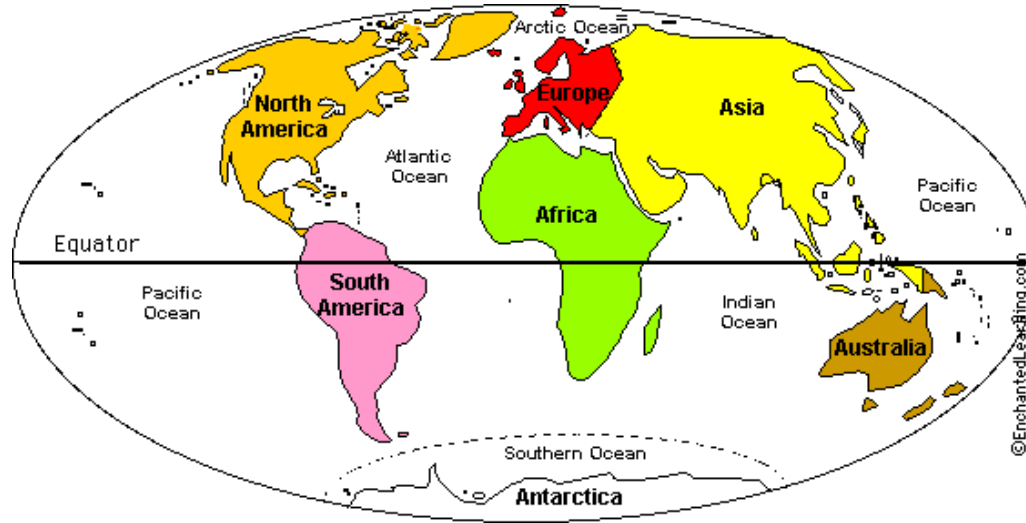 Arctic Ocean
North
America
Europe
Asia
Atlantic
Ocean
Pacific
Ocean
Africa
Equator
South
America
Pacific
Ocean
Indian
Ocean
Australia
Southern Ocean
Antarctica
©EnchantedLearning.com